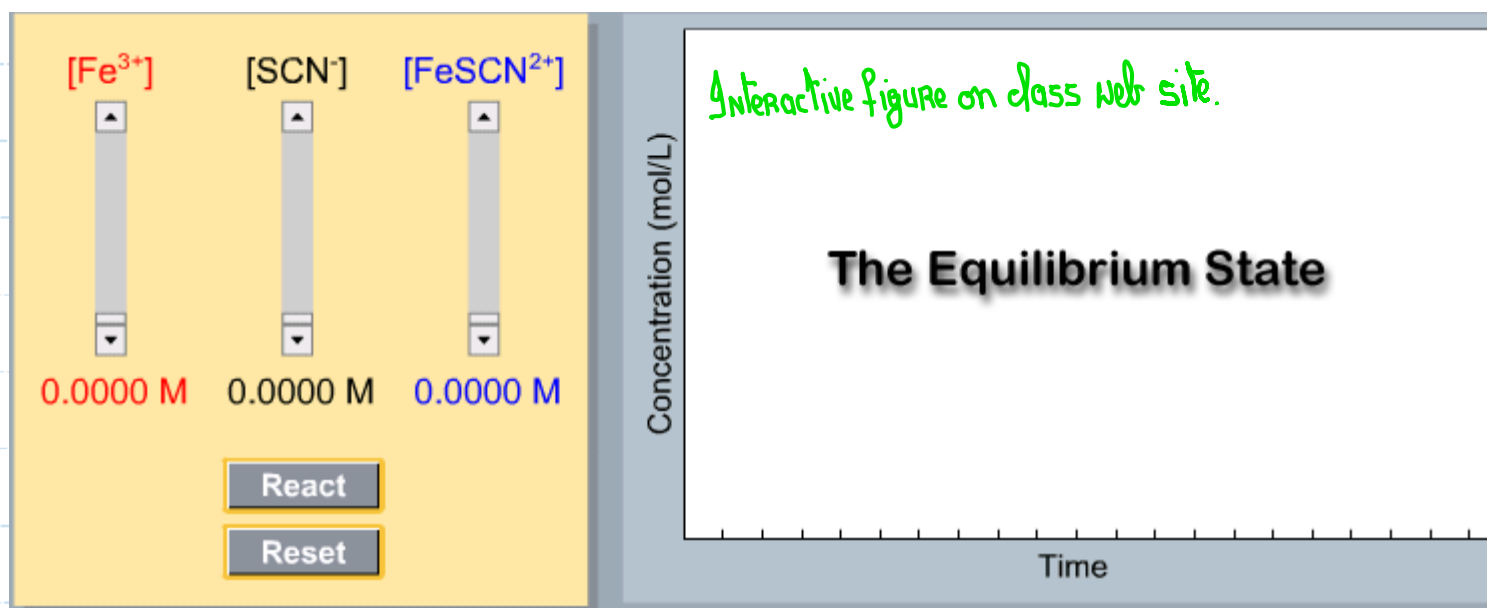 [Fe³⁺] [SCN⁻] [FeSCN²⁺]
0.0000 M 0.0000 M 0.0000 M
React
Reset
Interactive figure on class web site.
Concentration (mol/L)
The Equilibrium State
Time